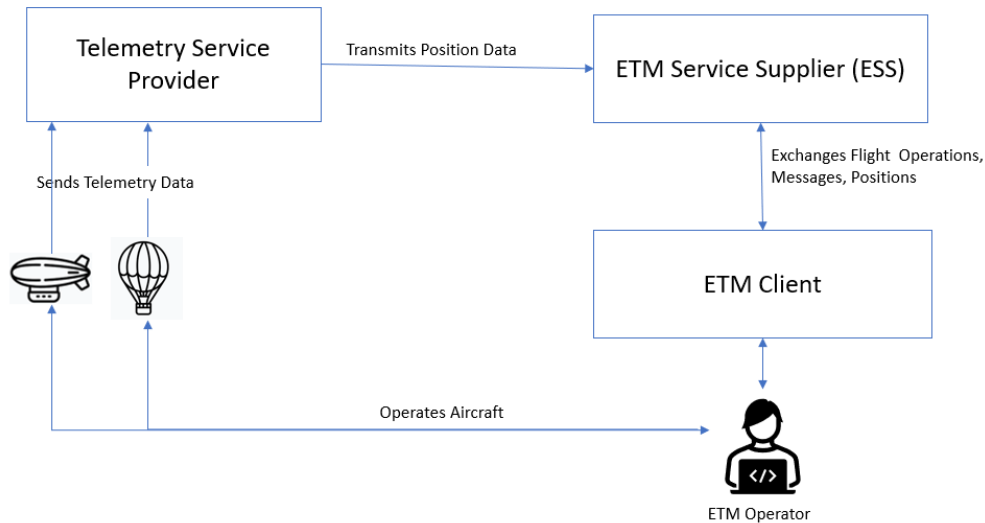 Telemetry Service
Provider
Transmits Position Data
ETM Service Supplier (ESS)
Exchanges Flight Operations,
Messages, Positions
Sends Telemetry Data
ETM Client
Operates Aircraft
</>
ETM Operator